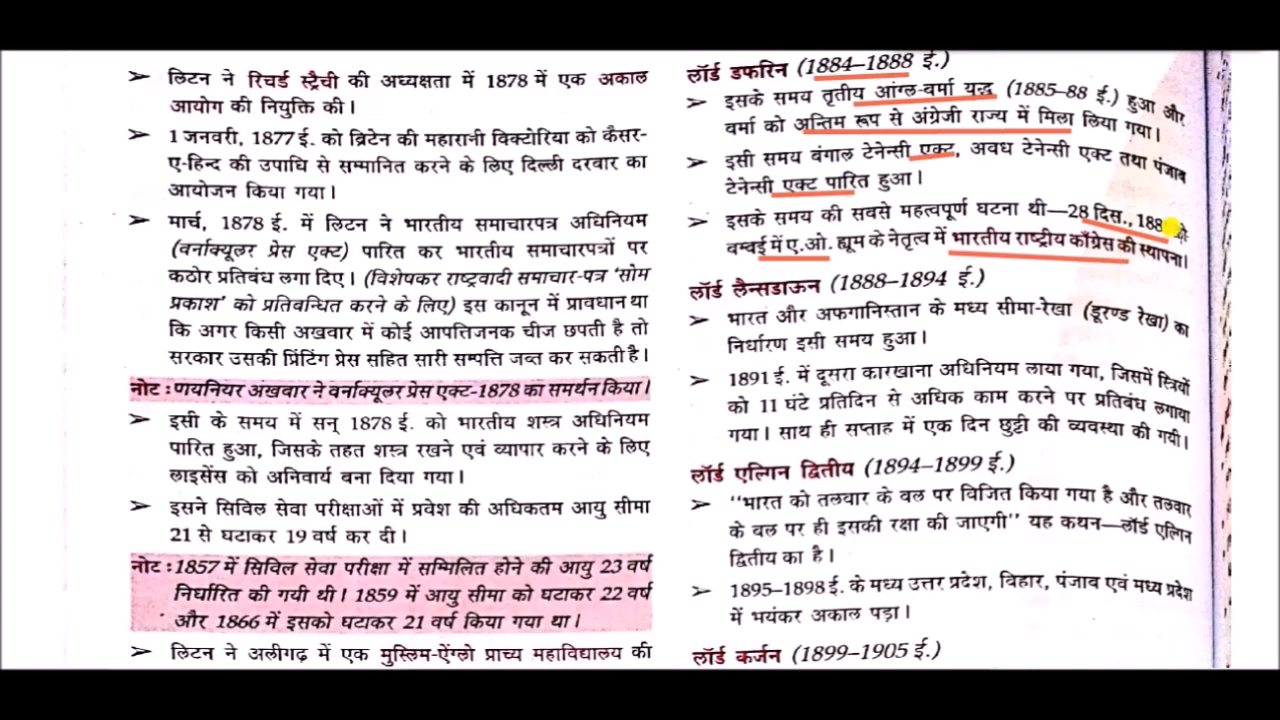 ➢ लिटन ने रिचर्ड स्ट्रैची की अध्यक्षता में 1878 में एक अकाल
आयोग की नियुक्ति की।
➢ 1 जनवरी, 1877 ई. को ब्रिटेन की महारानी विक्टोरिया को कैसर-
ए-हिन्द की उपाधि से सम्मानित करने के लिए दिल्ली दरबार का
आयोजन किया गया।
➢ मार्च, 1878 ई. में लिटन ने भारतीय समाचारपत्र अधिनियम
(वर्नाक्यूलर प्रेस एक्ट) पारित कर भारतीय समाचारपत्रों पर
कठोर प्रतिबंध लगा दिए। (विशेषकर राष्ट्रवादी समाचार-पत्र 'सोम
प्रकाश' को प्रतिबन्धित करने के लिए) इस कानून में प्रावधान था
कि अगर किसी अखबार में कोई आपत्तिजनक चीज छपती है तो
सरकार उसकी प्रिंटिंग प्रेस सहित सारी सम्पत्ति जब्त कर सकती है।
नोट : पायनियर अखबार ने वर्नाक्यूलर प्रेस एक्ट-1878 का समर्थन किया।
➢ इसी के समय में सन् 1878 ई. को भारतीय शस्त्र अधिनियम
पारित हुआ, जिसके तहत शस्त्र रखने एवं व्यापार करने के लिए
लाइसेंस को अनिवार्य बना दिया गया।
➢ इसने सिविल सेवा परीक्षाओं में प्रवेश की अधिकतम आयु सीमा
21 से घटाकर 19 वर्ष कर दी।
नोट : 1857 में सिविल सेवा परीक्षा में सम्मिलित होने की आयु 23 वर्ष
निर्धारित की गयी थी। 1859 में आयु सीमा को घटाकर 22 वर्ष
और 1866 में इसको घटाकर 21 वर्ष किया गया था।
➢ लिटन ने अलीगढ़ में एक मुस्लिम-ऐंग्लो प्राच्य महाविद्यालय की
लॉर्ड डफरिन (1884–1888 ई.)
➢ इसके समय तृतीय आंग्ल-बर्मा युद्ध (1885–88 ई.) हुआ और
बर्मा को अन्तिम रूप से अंग्रेजी राज्य में मिला लिया गया।
➢ इसी समय बंगाल टेनेन्सी एक्ट, अवध टेनेन्सी एक्ट तथा पंजाब
टेनेन्सी एक्ट पारित हुआ।
➢ इसके समय की सबसे महत्वपूर्ण घटना थी—28 दिस., 188 को
बम्बई में ए.ओ. ह्यूम के नेतृत्व में भारतीय राष्ट्रीय काँग्रेस की स्थापना।
लॉर्ड लैन्सडाऊन (1888–1894 ई.)
➢ भारत और अफगानिस्तान के मध्य सीमा-रेखा (डूरण्ड रेखा) का
निर्धारण इसी समय हुआ।
➢ 1891 ई. में दूसरा कारखाना अधिनियम लाया गया, जिसमें स्त्रियों
को 11 घंटे प्रतिदिन से अधिक काम करने पर प्रतिबंध लगाया
गया। साथ ही सप्ताह में एक दिन छुट्टी की व्यवस्था की गयी।
लॉर्ड एल्गिन द्वितीय (1894–1899 ई.)
➢ "भारत को तलवार के बल पर विजित किया गया है और तलवार
के बल पर ही इसकी रक्षा की जाएगी" यह कथन—लॉर्ड एल्गिन
द्वितीय का है।
➢ 1895–1898 ई. के मध्य उत्तर प्रदेश, बिहार, पंजाब एवं मध्य प्रदेश
में भयंकर अकाल पड़ा।
लॉर्ड कर्जन (1899–1905 ई.)